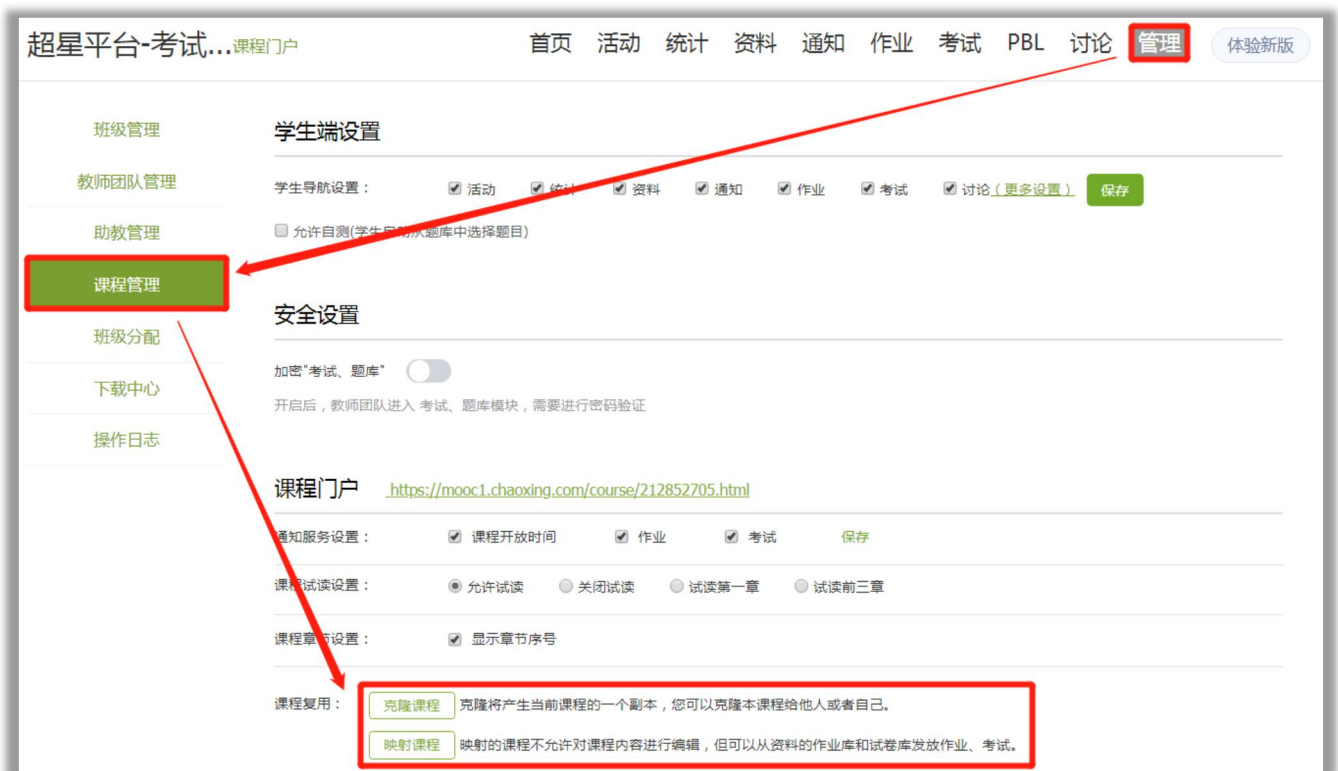 超星平台-考试...课程门户 首页 活动 统计 资料 通知 作业 考试 PBL 讨论 管理 体验新版
班级管理
教师团队管理
助教管理
课程管理
班级分配
下载中心
操作日志
学生端设置
学生导航设置： 活动 统计 资料 通知 作业 考试 讨论（更多设置） 保存
允许自测(学生自动从题库中选择题目)
安全设置
加密"考试、题库"
开启后，教师团队进入 考试、题库模块，需要进行密码验证
课程门户 https://mooc1.chaoxing.com/course/212852705.html
通知服务设置： 课程开放时间 作业 考试 保存
课程试读设置： 允许试读 关闭试读 试读第一章 试读前三章
课程章节设置： 显示章节序号
课程复用： 克隆课程 克隆将产生当前课程的一个副本，您可以克隆本课程给他人或者自己。
映射课程 映射的课程不允许对课程内容进行编辑，但可以从资料的作业库和试卷库发放作业、考试。